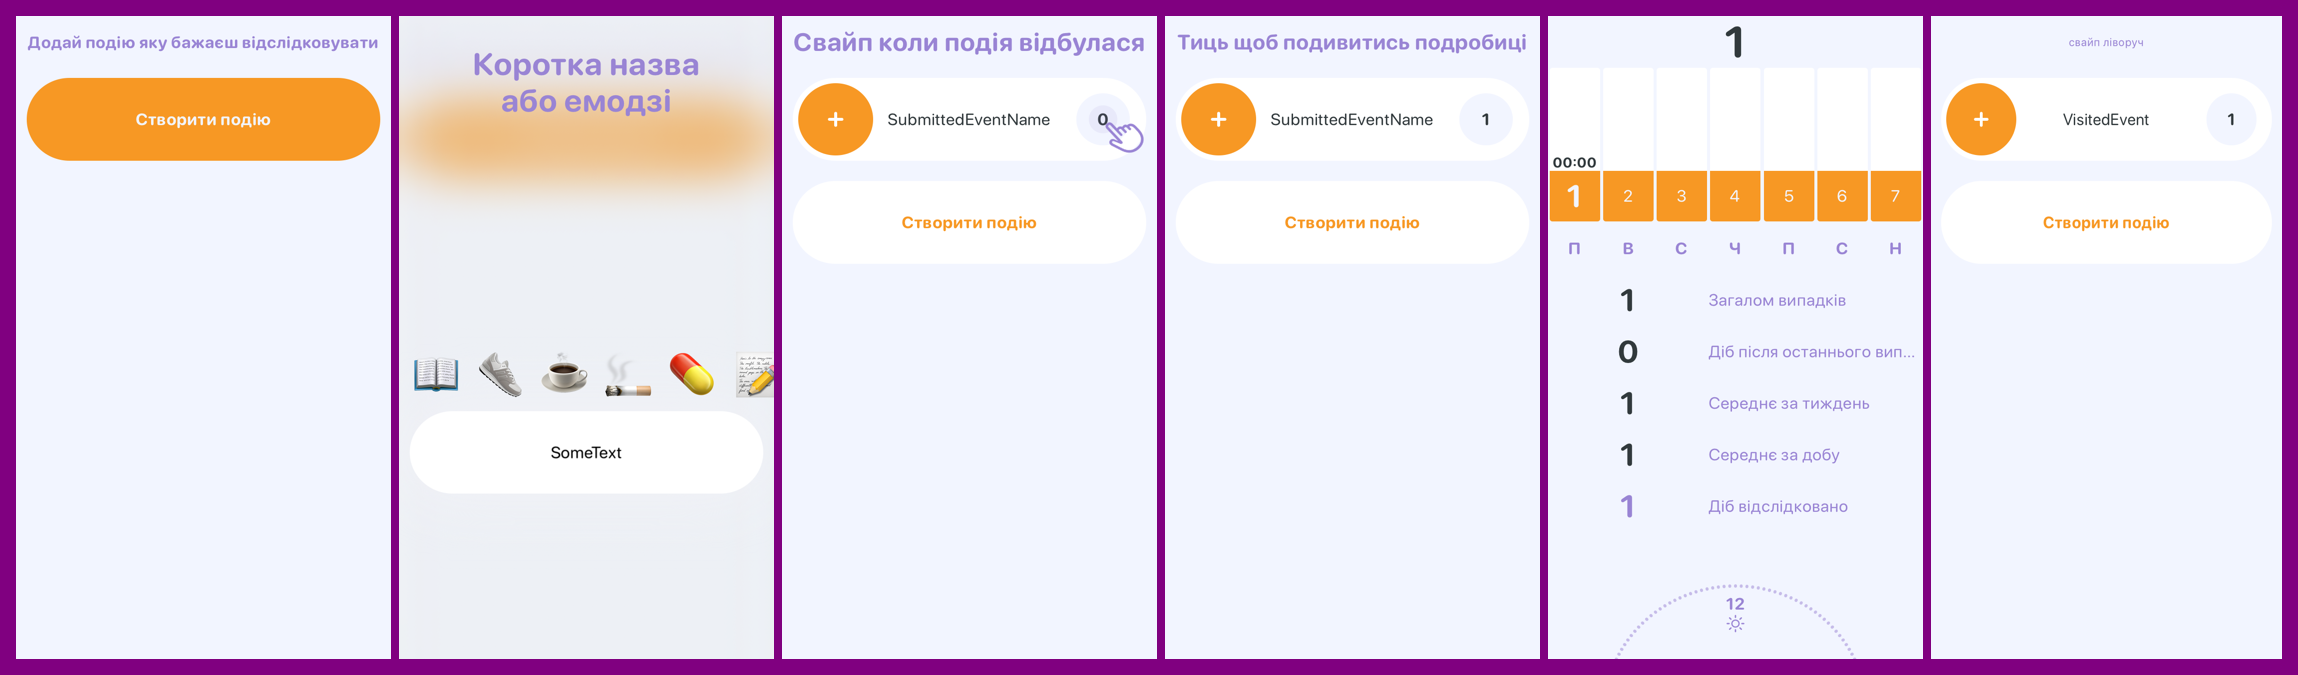 Додай подію яку бажаєш відслідковувати
Створити подію
Коротка назва
або емодзі
SomeText
Свайп коли подія відбулася
+ SubmittedEventName 0
Створити подію
Тиць щоб подивитись подробиці
+ SubmittedEventName 1
Створити подію
1
00:00
1 2 3 4 5 6 7
П В С Ч П С Н
1 Загалом випадків
0 Діб після останнього вип...
1 Середнє за тиждень
1 Середнє за добу
1 Діб відслідковано
12
свайп ліворуч
+ VisitedEvent 1
Створити подію